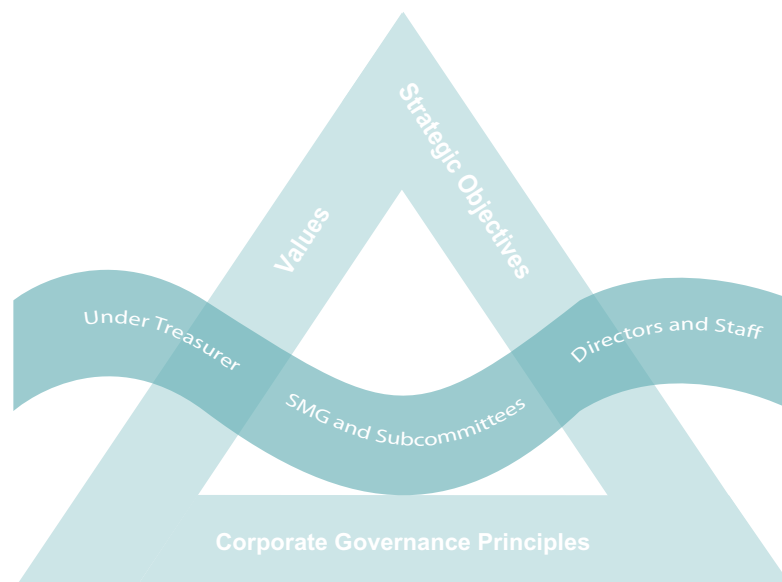 Strategic Objectives
Values
Under Treasurer
SMG and Subcommittees
Directors and Staff
Corporate Governance Principles